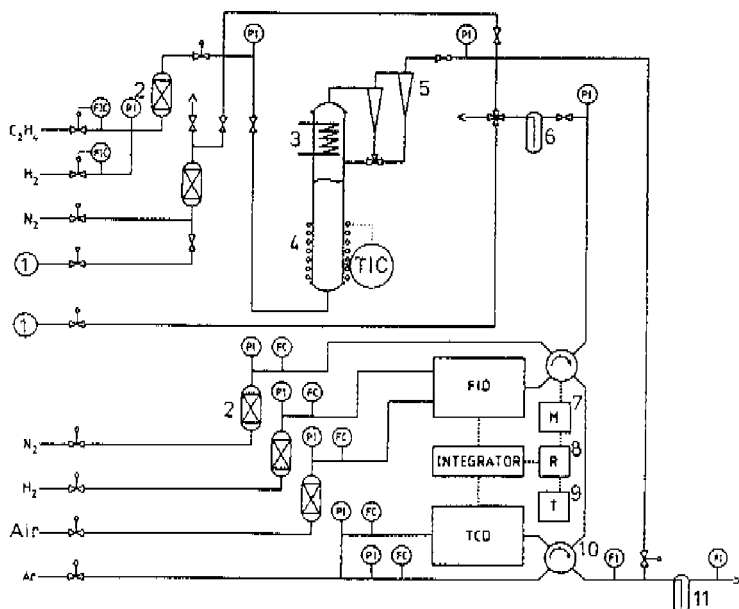 PI
PI
2
5
FIC
PI
PI
C₂H₄
FIC
6
3
H₂
N₂
4
TIC
1
1
PI
FC
FID
PI
FC
7
M
2
PI
FC
8
N₂
INTEGRATOR
R
H₂
9
T
Air
PI
FC
TCD
10
PI
FC
FI
FI
Ar
11